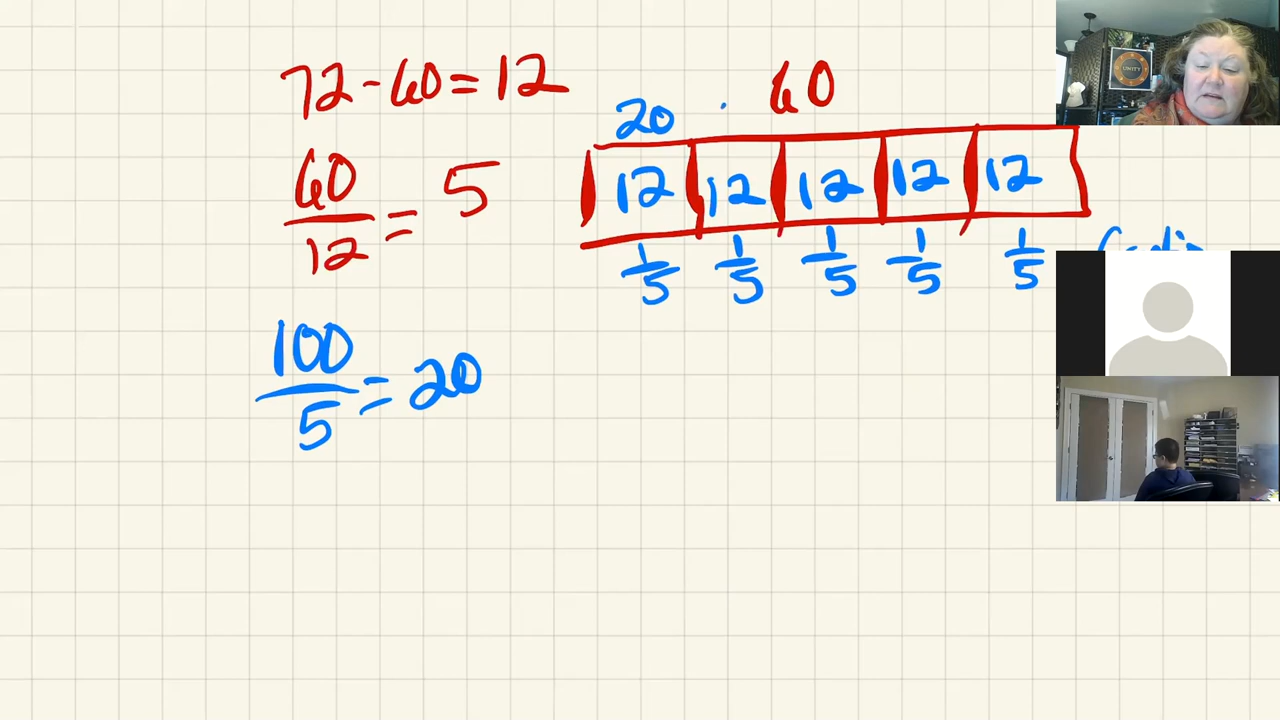 72-60=12
60
60/12 = 5
20
12 12 12 12 12
1/5 1/5 1/5 1/5 1/5
100/5 = 20
UNITY